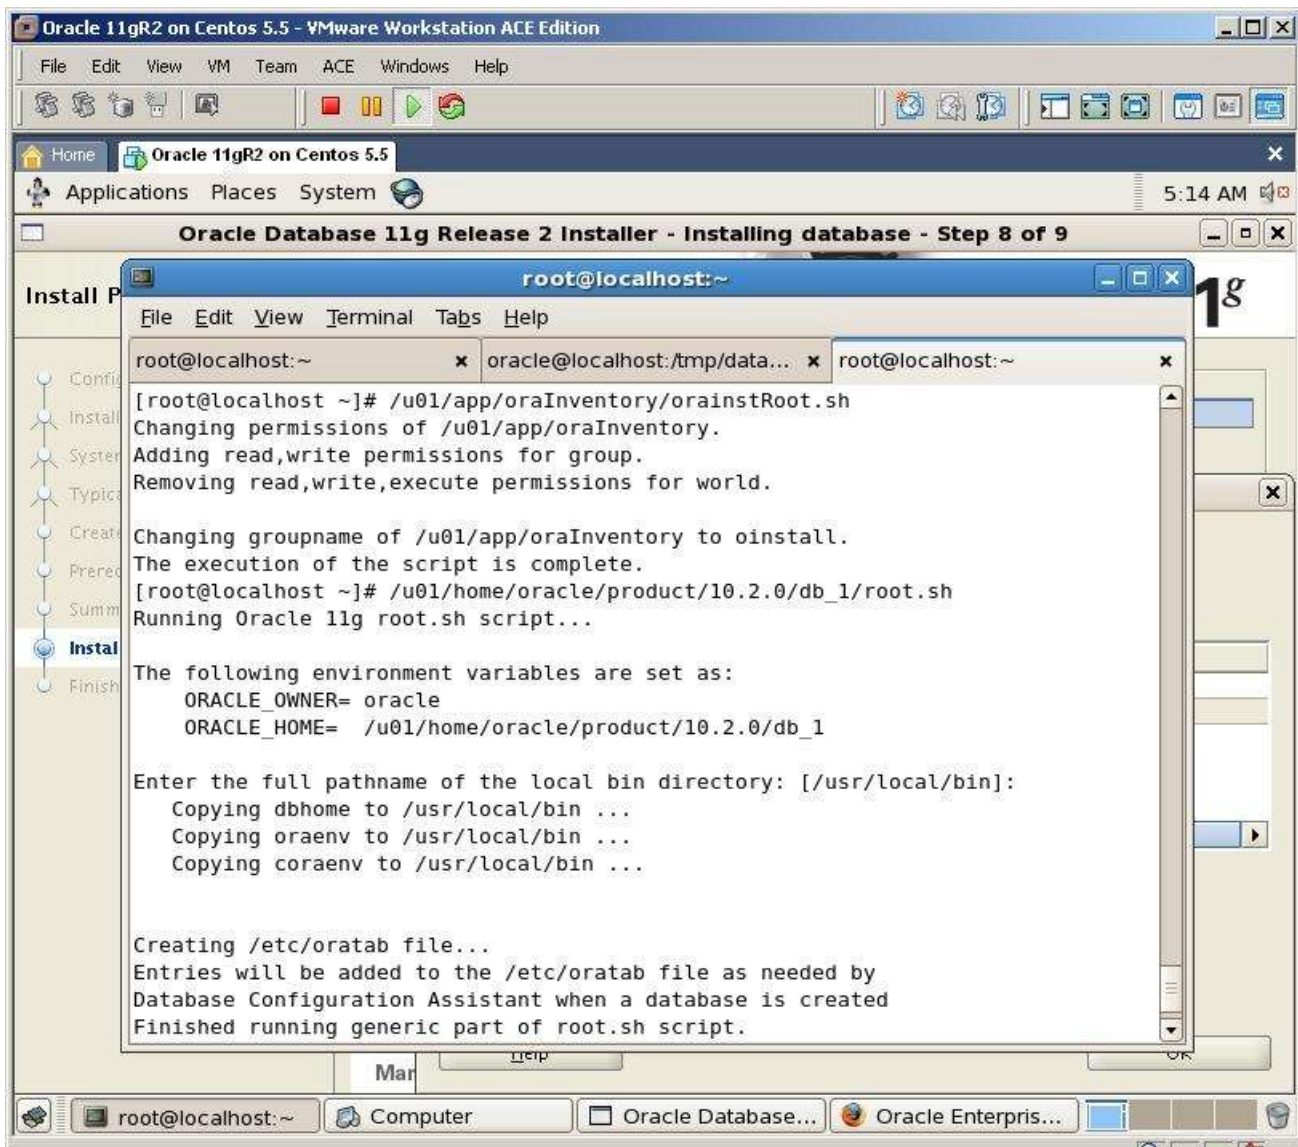 Oracle 11gR2 on Centos 5.5 - VMware Workstation ACE Edition
File Edit View VM Team ACE Windows Help
Home Oracle 11gR2 on Centos 5.5
Applications Places System 5:14 AM
Oracle Database 11g Release 2 Installer - Installing database - Step 8 of 9
Install P
1g
root@localhost:~
File Edit View Terminal Tabs Help
root@localhost:~ oracle@localhost:/tmp/data... root@localhost:~
Config
Install
System
Typica
Create
Prereq
Summ
Instal
Finish
[root@localhost ~]# /u01/app/oraInventory/orainstRoot.sh
Changing permissions of /u01/app/oraInventory.
Adding read,write permissions for group.
Removing read,write,execute permissions for world.
Changing groupname of /u01/app/oraInventory to oinstall.
The execution of the script is complete.
[root@localhost ~]# /u01/home/oracle/product/10.2.0/db_1/root.sh
Running Oracle 11g root.sh script...
The following environment variables are set as:
ORACLE_OWNER= oracle
ORACLE_HOME=  /u01/home/oracle/product/10.2.0/db_1
Enter the full pathname of the local bin directory: [/usr/local/bin]:
Copying dbhome to /usr/local/bin ...
Copying oraenv to /usr/local/bin ...
Copying coraenv to /usr/local/bin ...
Creating /etc/oratab file...
Entries will be added to the /etc/oratab file as needed by
Database Configuration Assistant when a database is created
Finished running generic part of root.sh script.
Help OK
Mar
root@localhost:~ Computer Oracle Database... Oracle Enterpris...